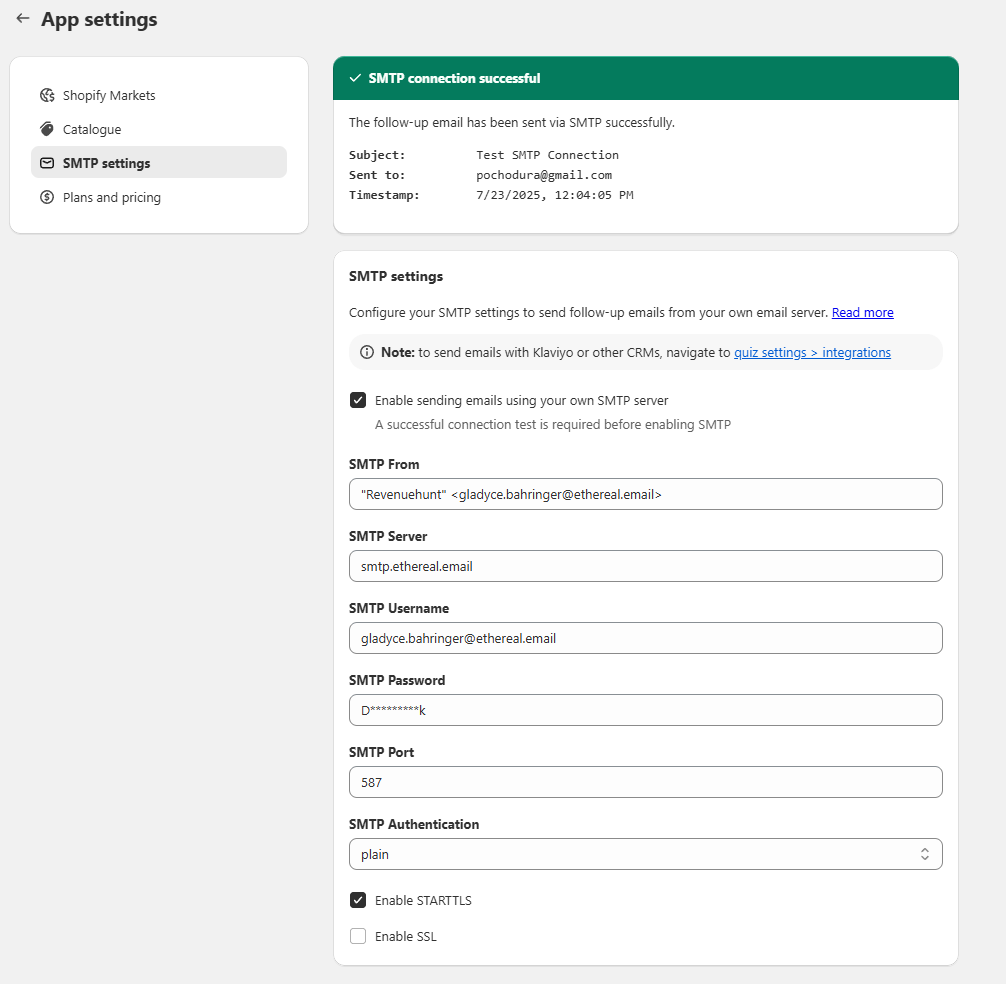 App settings
Shopify Markets
Catalogue
SMTP settings
Plans and pricing
SMTP connection successful
The follow-up email has been sent via SMTP successfully.
Subject: Test SMTP Connection
Sent to: pochodura@gmail.com
Timestamp: 7/23/2025, 12:04:05 PM
SMTP settings
Configure your SMTP settings to send follow-up emails from your own email server. Read more
Note: to send emails with Klaviyo or other CRMs, navigate to quiz settings > integrations
Enable sending emails using your own SMTP server
A successful connection test is required before enabling SMTP
SMTP From
"Revenuehunt" <gladyce.bahringer@ethereal.email>
SMTP Server
smtp.ethereal.email
SMTP Username
gladyce.bahringer@ethereal.email
SMTP Password
D*********k
SMTP Port
587
SMTP Authentication
plain
Enable STARTTLS
Enable SSL